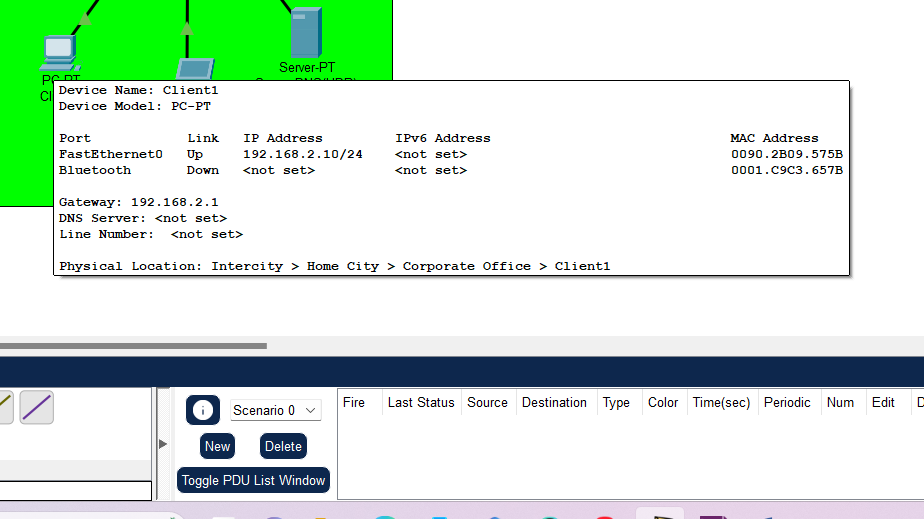 Server-PT
PC-PT
Device Name: Client1
Device Model: PC-PT
Port Link IP Address IPv6 Address MAC Address
FastEthernet0 Up 192.168.2.10/24 <not set> 0090.2B09.575B
Bluetooth Down <not set> <not set> 0001.C9C3.657B
Gateway: 192.168.2.1
DNS Server: <not set>
Line Number: <not set>
Physical Location: Intercity > Home City > Corporate Office > Client1
Scenario 0
New Delete
Toggle PDU List Window
Fire Last Status Source Destination Type Color Time(sec) Periodic Num Edit